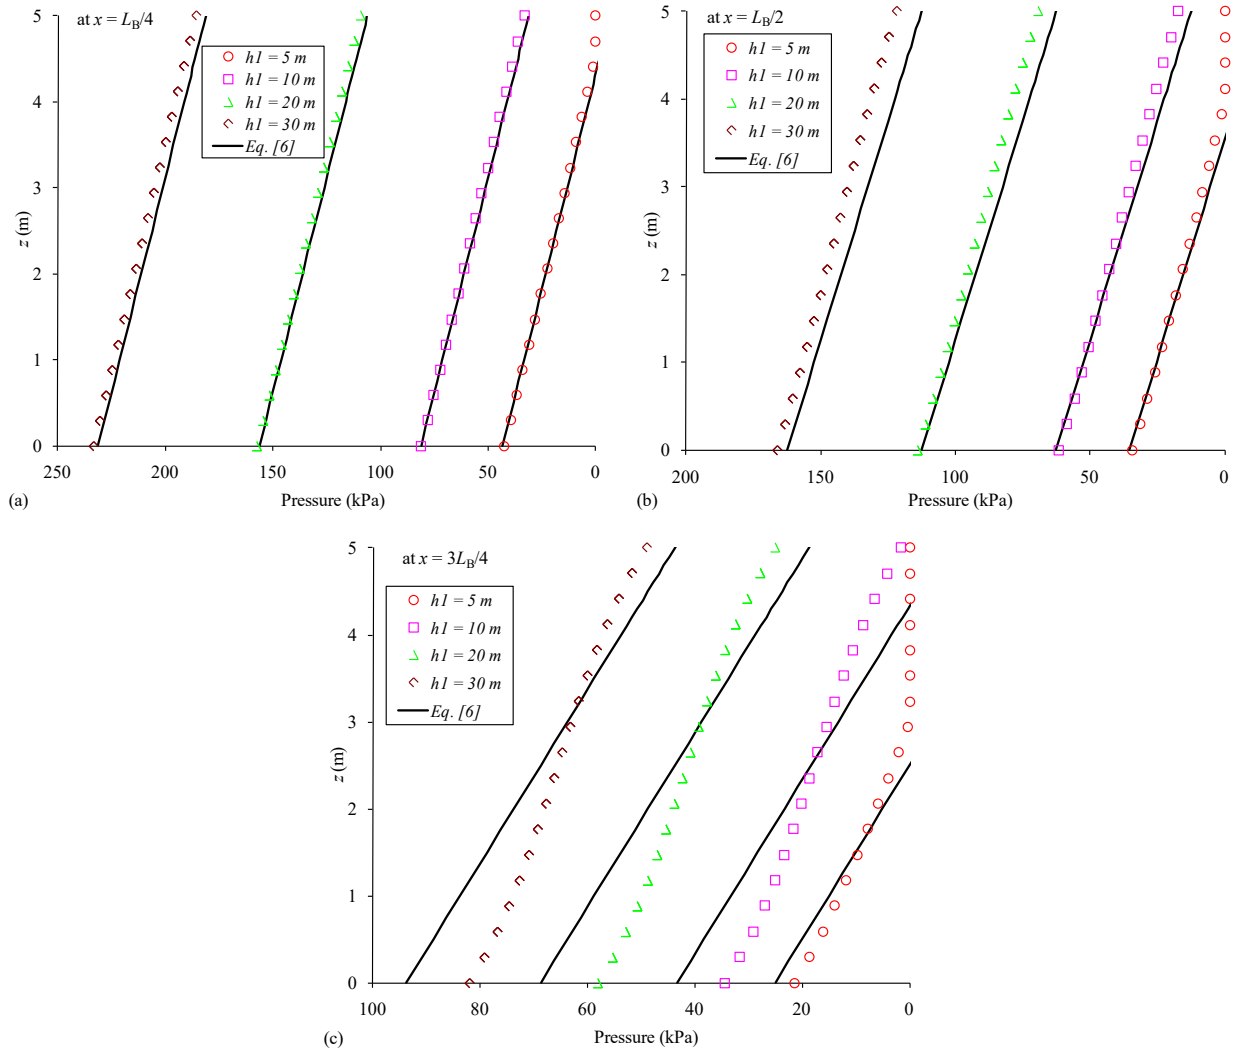 at x = LB/4
h1 = 5 m
h1 = 10 m
h1 = 20 m
h1 = 30 m
Eq. [6]
z (m)
5
4
3
2
1
0
250 200 150 100 50 0
Pressure (kPa)
(a)
at x = LB/2
h1 = 5 m
h1 = 10 m
h1 = 20 m
h1 = 30 m
Eq. [6]
z (m)
5
4
3
2
1
0
200 150 100 50 0
Pressure (kPa)
(b)
at x = 3LB/4
h1 = 5 m
h1 = 10 m
h1 = 20 m
h1 = 30 m
Eq. [6]
z (m)
5
4
3
2
1
0
100 80 60 40 20 0
Pressure (kPa)
(c)